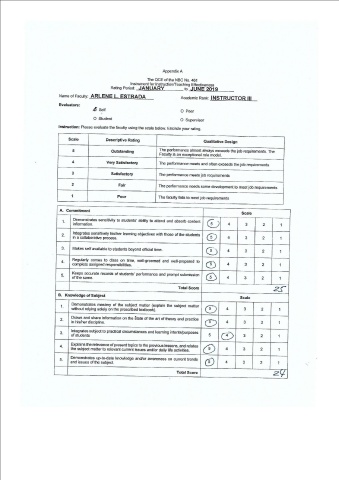 Appendix A
The QCE of the NBC No. 461
Instrument for Instruction/Teaching Effectiveness
Rating Period: JANUARY to JUNE 2019
Name of Faculty: ARLENE L. ESTRADA Academic Rank: INSTRUCTOR III
Evaluators:
Self O Peer
O Student O Supervisor
Instruction: Please evaluate the faculty using the scale below. Encircle your rating.
Scale Descriptive Rating Qualitative Design
5 Outstanding The performance almost always exceeds the job requirements. The
Faculty is an exceptional role model.
4 Very Satisfactory The performance meets and often exceeds the job requirements
3 Satisfactory The performance meets job requirements
2 Fair The performance needs some development to meet job requirements
1 Poor The faculty fails to meet job requirements
A. Commitment Scale
1. Demonstrates sensitivity to students' ability to attend and absorb content
information. 5 4 3 2 1
2. Integrates sensitively his/her learning objectives with those of the students
in a collaborative process. 5 4 3 2 1
3. Makes self available to students beyond official time. 5 4 3 2 1
4. Regularly comes to class on time, well-groomed and well-prepared to
complete assigned responsibilities. 5 4 3 2 1
5. Keeps accurate records of students' performance and prompt submission
of the same. 5 4 3 2 1
Total Score 25
B. Knowledge of Subject Scale
1. Demonstrates mastery of the subject matter (explain the subject matter
without relying solely on the prescribed textbook). 5 4 3 2 1
2. Draws and share information on the state of the art of theory and practice
in his/her discipline. 5 4 3 2 1
3. Integrates subject to practical circumstances and learning intents/purposes
of students 5 4 3 2 1
4. Explains the relevance of present topics to the previous lessons, and relates
the subject matter to relevant current issues and/or daily life activities. 5 4 3 2 1
5. Demonstrates up-to-date knowledge and/or awareness on current trends
and issues of the subject. 5 4 3 2 1
Total Score 24